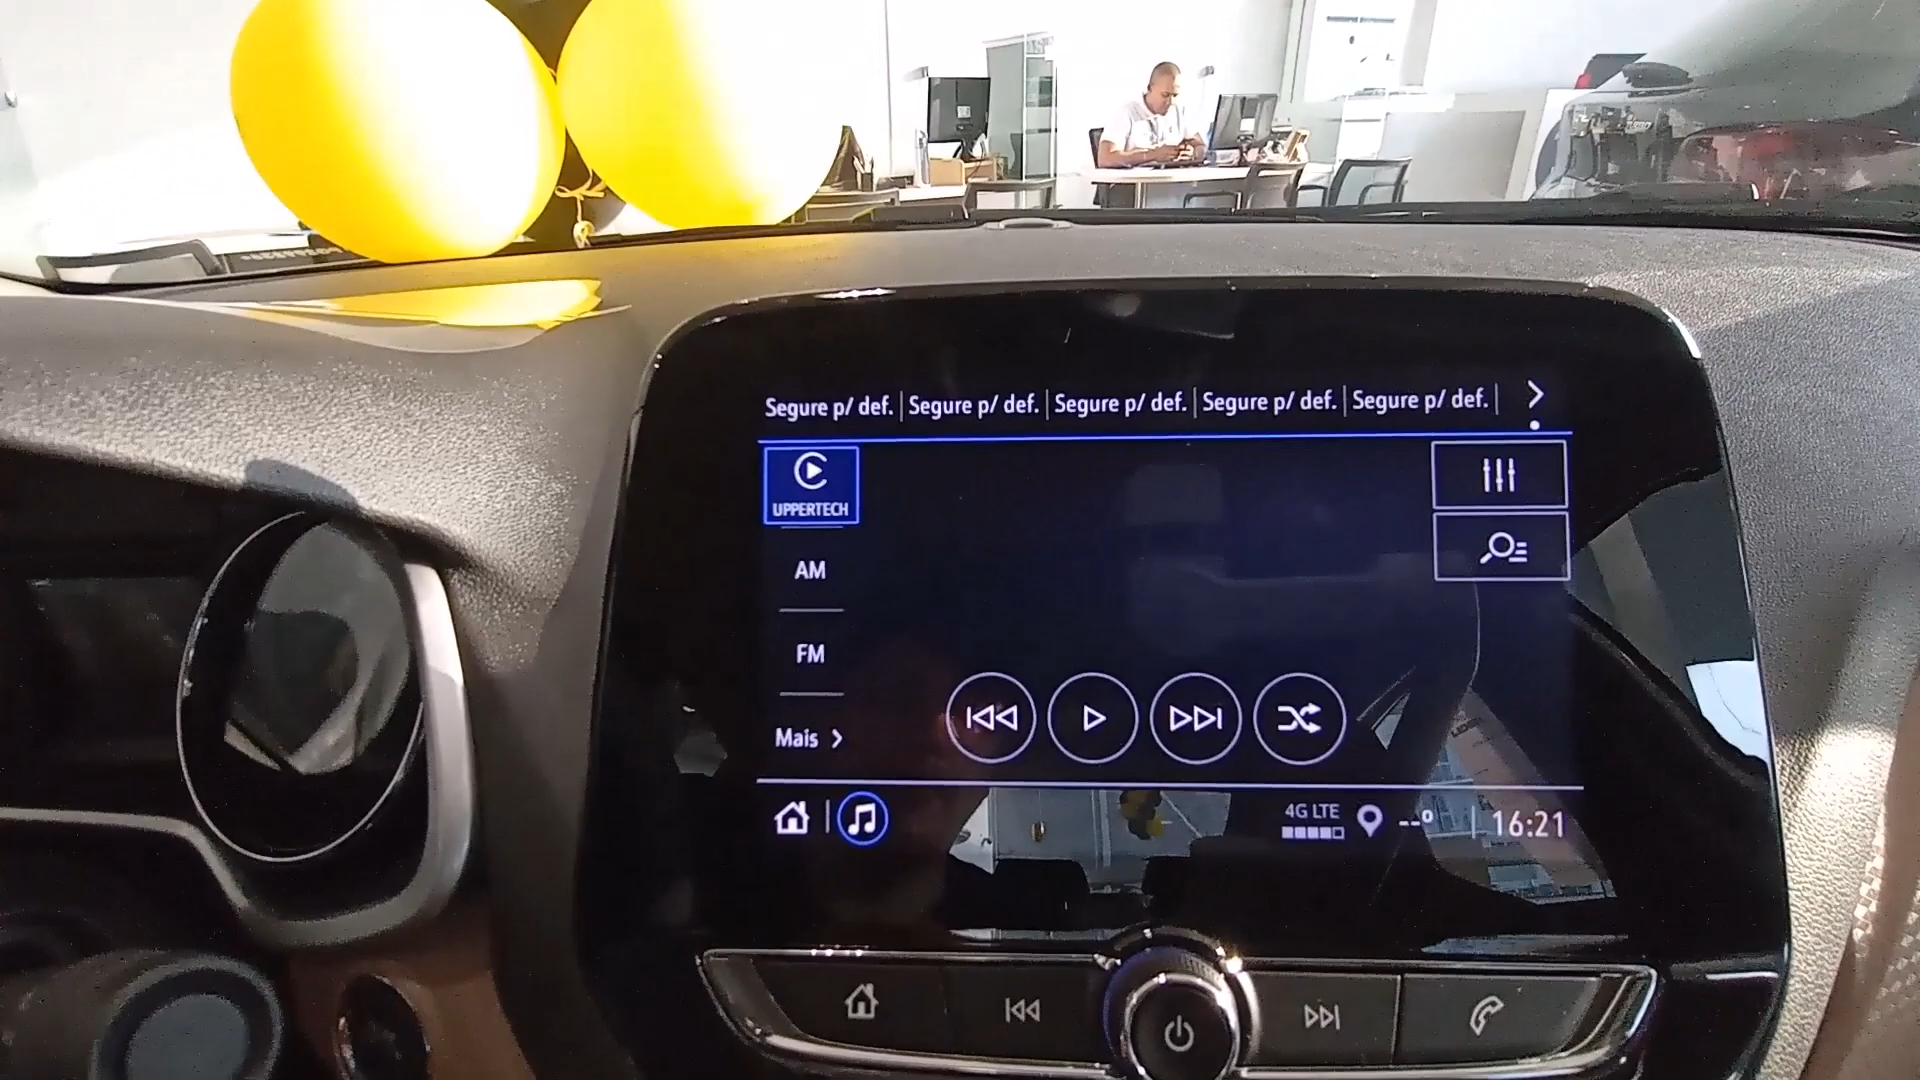 Segure p/ def. Segure p/ def. Segure p/ def. Segure p/ def. Segure p/ def.
UPPERTECH
AM
FM
Mais
4G LTE
--° 16:21